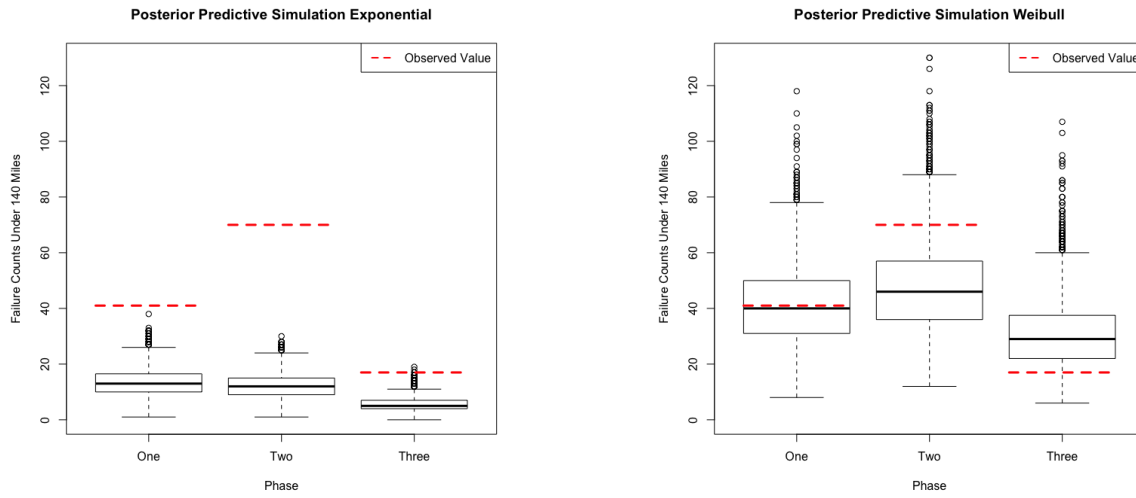 Posterior Predictive Simulation Exponential
Observed Value
Failure Counts Under 140 Miles
120
100
80
60
40
20
0
One Two Three
Phase
Posterior Predictive Simulation Weibull
Observed Value
Failure Counts Under 140 Miles
120
100
80
60
40
20
0
One Two Three
Phase